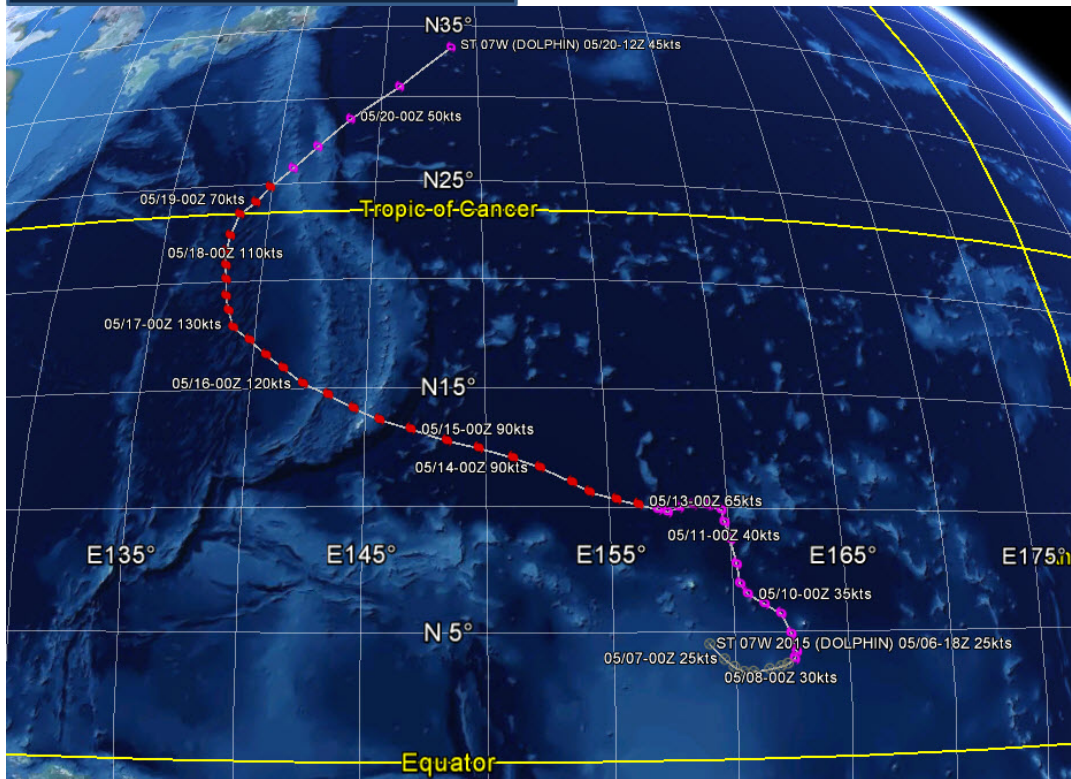 N35°
ST 07W (DOLPHIN) 05/20-12Z 45kts
05/20-00Z 50kts
N25°
05/19-00Z 70kts
Tropic of Cancer
05/18-00Z 110kts
05/17-00Z 130kts
05/16-00Z 120kts
N15°
05/15-00Z 90kts
05/14-00Z 90kts
05/13-00Z 65kts
05/11-00Z 40kts
E135°
E145°
E155°
E165°
E175°
05/10-00Z 35kts
N 5°
ST 07W 2015 (DOLPHIN) 05/06-18Z 25kts
05/07-00Z 25kts
05/08-00Z 30kts
Equator